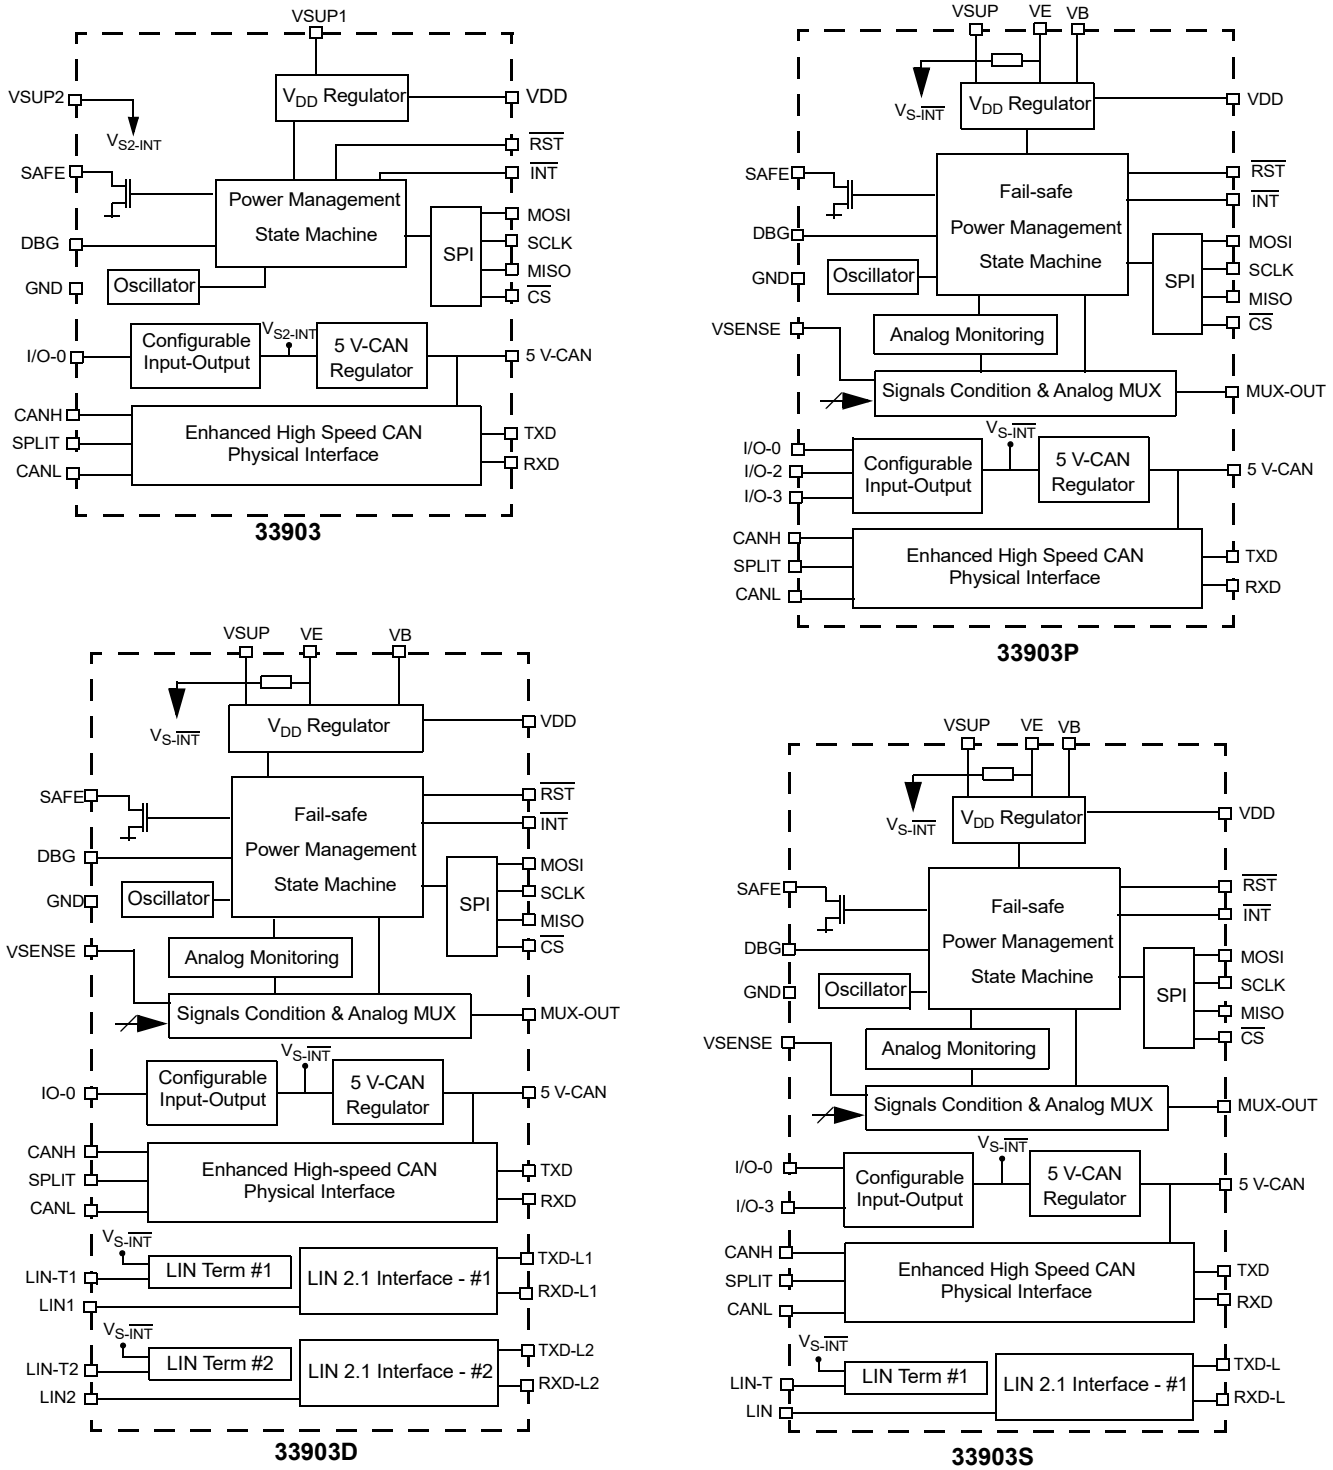 VSUP1
VSUP2
VS2-INT
VDD Regulator
VDD
RST
INT
SAFE
Power Management
State Machine
DBG
GND
Oscillator
SPI
MOSI
SCLK
MISO
CS
I/O-0
Configurable
Input-Output
VS2-INT
5 V-CAN
Regulator
5 V-CAN
CANH
SPLIT
CANL
Enhanced High Speed CAN
Physical Interface
TXD
RXD
33903
VSUP
VE
VB
VS-INT
VDD Regulator
VDD
SAFE
Fail-safe
Power Management
State Machine
RST
INT
DBG
GND
Oscillator
SPI
MOSI
SCLK
MISO
CS
VSENSE
Analog Monitoring
Signals Condition & Analog MUX
MUX-OUT
I/O-0
I/O-2
I/O-3
Configurable
Input-Output
VS-INT
5 V-CAN
Regulator
5 V-CAN
CANH
SPLIT
CANL
Enhanced High Speed CAN
Physical Interface
TXD
RXD
33903P
VSUP
VE
VB
VS-INT
VDD Regulator
VDD
SAFE
Fail-safe
Power Management
State Machine
RST
INT
DBG
GND
Oscillator
SPI
MOSI
SCLK
MISO
CS
VSENSE
Analog Monitoring
Signals Condition & Analog MUX
MUX-OUT
IO-0
Configurable
Input-Output
VS-INT
5 V-CAN
Regulator
5 V-CAN
CANH
SPLIT
CANL
Enhanced High-speed CAN
Physical Interface
TXD
RXD
VS-INT
LIN-T1
LIN Term #1
LIN1
LIN 2.1 Interface - #1
TXD-L1
RXD-L1
VS-INT
LIN-T2
LIN Term #2
LIN2
LIN 2.1 Interface - #2
TXD-L2
RXD-L2
33903D
VSUP
VE
VB
VS-INT
VDD Regulator
VDD
SAFE
Fail-safe
Power Management
State Machine
RST
INT
DBG
GND
Oscillator
SPI
MOSI
SCLK
MISO
CS
VSENSE
Analog Monitoring
Signals Condition & Analog MUX
MUX-OUT
I/O-0
I/O-3
Configurable
Input-Output
VS-INT
5 V-CAN
Regulator
5 V-CAN
CANH
SPLIT
CANL
Enhanced High Speed CAN
Physical Interface
TXD
RXD
VS-INT
LIN-T
LIN Term #1
LIN
LIN 2.1 Interface - #1
TXD-L
RXD-L
33903S